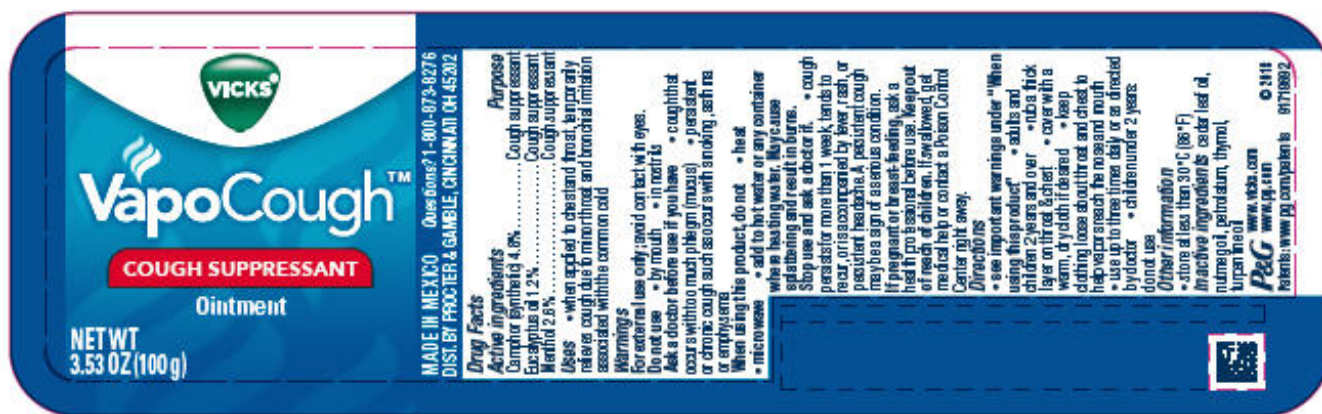 VICKS®
VapoCough™
COUGH SUPPRESSANT
Ointment
NET WT
3.53 OZ (100 g)
MADE IN MEXICO Questions? 1-800-873-8276
DIST. BY PROCTER & GAMBLE, CINCINNATI OH 45202
Drug Facts
Active ingredients Purpose
Camphor (synthetic) 4.8% Cough suppressant
Eucalyptus oil 1.2% Cough suppressant
Menthol 2.6% Cough suppressant
Uses • when applied to chest and throat, temporarily
relieves cough due to minor throat and bronchial irritation
associated with the common cold
Warnings
For external use only; avoid contact with eyes.
Do not use • by mouth • in nostrils
Ask a doctor before use if you have • cough that
occurs with too much phlegm (mucus) • persistent
or chronic cough such as occurs with smoking, asthma
or emphysema
When using this product, do not • heat
• microwave • add to hot water or any container
where heating water. May cause
splattering and result in burns.
Stop use and ask a doctor if: • cough
persists for more than 1 week, tends to
recur, or is accompanied by fever, rash, or
persistent headache. A persistent cough
may be a sign of a serious condition.
If pregnant or breast-feeding, ask a
health professional before use. Keep out
of reach of children. If swallowed, get
medical help or contact a Poison Control
Center right away.
Directions
• see important warnings under "When
using this product" • adults and
children 2 years and over • rub a thick
layer on throat & chest • cover with a
warm, dry cloth if desired • keep
clothing loose about throat and chest to
help vapors reach the nose and mouth
• use up to three times daily or as directed
by doctor • children under 2 years:
do not use
Other information
• store at less than 30°C (86°F)
Inactive ingredients cedarleaf oil,
nutmeg oil, petrolatum, thymol,
turpentine oil
P&G www.vicks.com
www.pg.com © 2018
Patents: www.pg.com/patents 91718692